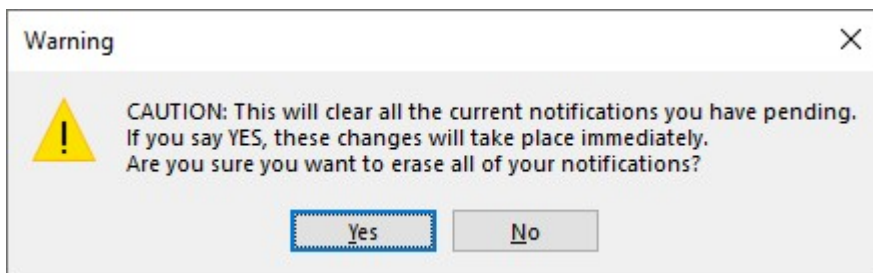 Warning
CAUTION: This will clear all the current notifications you have pending.
If you say YES, these changes will take place immediately.
Are you sure you want to erase all of your notifications?
Yes
No